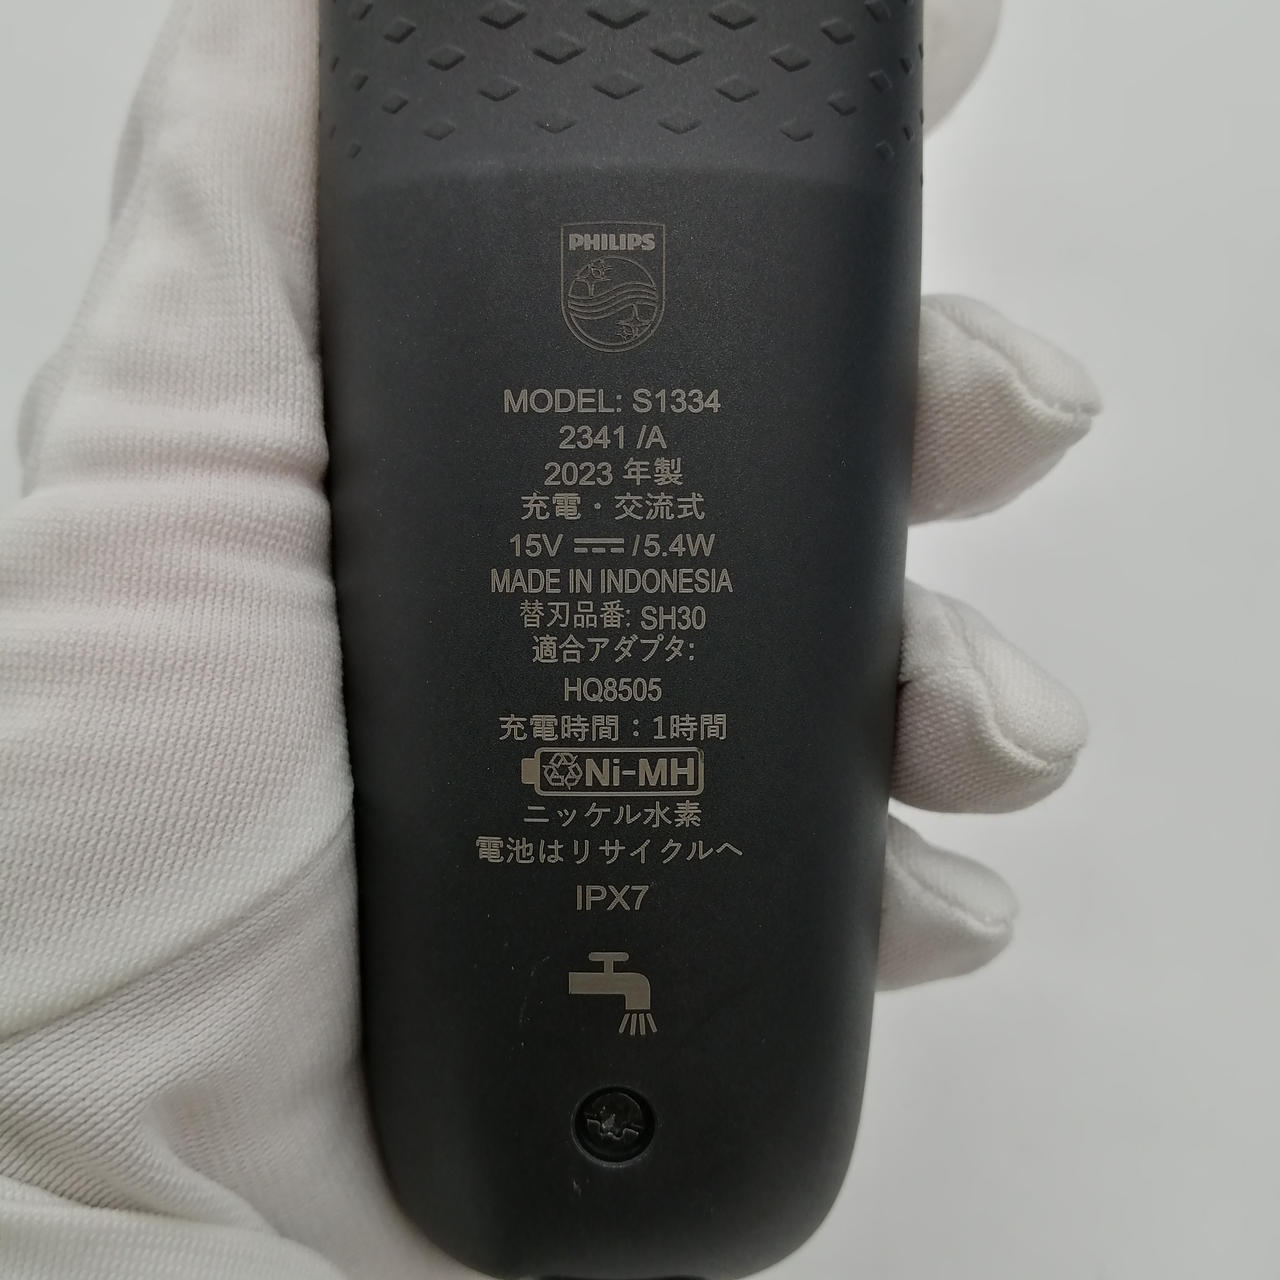 PHILIPS
MODEL: S1334
2341 /A
2023 年製
充電・交流式
15V ⎓ /5.4W
MADE IN INDONESIA
替刃品番: SH30
適合アダプタ:
HQ8505
充電時間：1時間
Ni-MH
ニッケル水素
電池はリサイクルへ
IPX7